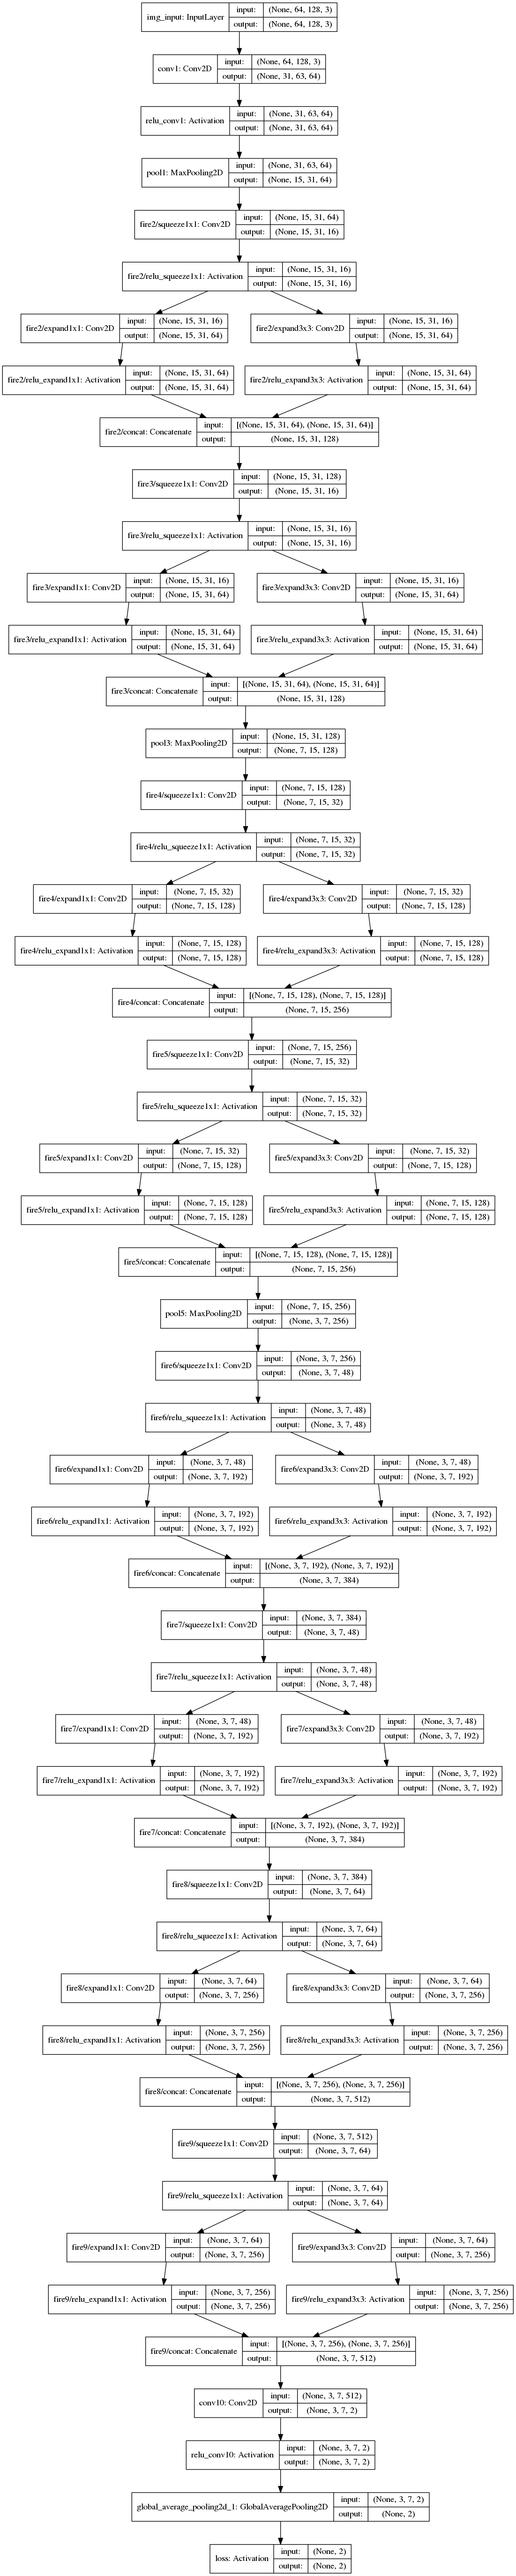 img_input: InputLayer input: (None, 64, 128, 3)
output: (None, 64, 128, 3)
conv1: Conv2D input: (None, 64, 128, 3)
output: (None, 31, 63, 64)
relu_conv1: Activation input: (None, 31, 63, 64)
output: (None, 31, 63, 64)
pool1: MaxPooling2D input: (None, 31, 63, 64)
output: (None, 15, 31, 64)
fire2/squeeze1x1: Conv2D input: (None, 15, 31, 64)
output: (None, 15, 31, 16)
fire2/relu_squeeze1x1: Activation input: (None, 15, 31, 16)
output: (None, 15, 31, 16)
fire2/expand1x1: Conv2D input: (None, 15, 31, 16)
output: (None, 15, 31, 64)
fire2/expand3x3: Conv2D input: (None, 15, 31, 16)
output: (None, 15, 31, 64)
fire2/relu_expand1x1: Activation input: (None, 15, 31, 64)
output: (None, 15, 31, 64)
fire2/relu_expand3x3: Activation input: (None, 15, 31, 64)
output: (None, 15, 31, 64)
fire2/concat: Concatenate input: [(None, 15, 31, 64), (None, 15, 31, 64)]
output: (None, 15, 31, 128)
fire3/squeeze1x1: Conv2D input: (None, 15, 31, 128)
output: (None, 15, 31, 16)
fire3/relu_squeeze1x1: Activation input: (None, 15, 31, 16)
output: (None, 15, 31, 16)
fire3/expand1x1: Conv2D input: (None, 15, 31, 16)
output: (None, 15, 31, 64)
fire3/expand3x3: Conv2D input: (None, 15, 31, 16)
output: (None, 15, 31, 64)
fire3/relu_expand1x1: Activation input: (None, 15, 31, 64)
output: (None, 15, 31, 64)
fire3/relu_expand3x3: Activation input: (None, 15, 31, 64)
output: (None, 15, 31, 64)
fire3/concat: Concatenate input: [(None, 15, 31, 64), (None, 15, 31, 64)]
output: (None, 15, 31, 128)
pool3: MaxPooling2D input: (None, 15, 31, 128)
output: (None, 7, 15, 128)
fire4/squeeze1x1: Conv2D input: (None, 7, 15, 128)
output: (None, 7, 15, 32)
fire4/relu_squeeze1x1: Activation input: (None, 7, 15, 32)
output: (None, 7, 15, 32)
fire4/expand1x1: Conv2D input: (None, 7, 15, 32)
output: (None, 7, 15, 128)
fire4/expand3x3: Conv2D input: (None, 7, 15, 32)
output: (None, 7, 15, 128)
fire4/relu_expand1x1: Activation input: (None, 7, 15, 128)
output: (None, 7, 15, 128)
fire4/relu_expand3x3: Activation input: (None, 7, 15, 128)
output: (None, 7, 15, 128)
fire4/concat: Concatenate input: [(None, 7, 15, 128), (None, 7, 15, 128)]
output: (None, 7, 15, 256)
fire5/squeeze1x1: Conv2D input: (None, 7, 15, 256)
output: (None, 7, 15, 32)
fire5/relu_squeeze1x1: Activation input: (None, 7, 15, 32)
output: (None, 7, 15, 32)
fire5/expand1x1: Conv2D input: (None, 7, 15, 32)
output: (None, 7, 15, 128)
fire5/expand3x3: Conv2D input: (None, 7, 15, 32)
output: (None, 7, 15, 128)
fire5/relu_expand1x1: Activation input: (None, 7, 15, 128)
output: (None, 7, 15, 128)
fire5/relu_expand3x3: Activation input: (None, 7, 15, 128)
output: (None, 7, 15, 128)
fire5/concat: Concatenate input: [(None, 7, 15, 128), (None, 7, 15, 128)]
output: (None, 7, 15, 256)
pool5: MaxPooling2D input: (None, 7, 15, 256)
output: (None, 3, 7, 256)
fire6/squeeze1x1: Conv2D input: (None, 3, 7, 256)
output: (None, 3, 7, 48)
fire6/relu_squeeze1x1: Activation input: (None, 3, 7, 48)
output: (None, 3, 7, 48)
fire6/expand1x1: Conv2D input: (None, 3, 7, 48)
output: (None, 3, 7, 192)
fire6/expand3x3: Conv2D input: (None, 3, 7, 48)
output: (None, 3, 7, 192)
fire6/relu_expand1x1: Activation input: (None, 3, 7, 192)
output: (None, 3, 7, 192)
fire6/relu_expand3x3: Activation input: (None, 3, 7, 192)
output: (None, 3, 7, 192)
fire6/concat: Concatenate input: [(None, 3, 7, 192), (None, 3, 7, 192)]
output: (None, 3, 7, 384)
fire7/squeeze1x1: Conv2D input: (None, 3, 7, 384)
output: (None, 3, 7, 48)
fire7/relu_squeeze1x1: Activation input: (None, 3, 7, 48)
output: (None, 3, 7, 48)
fire7/expand1x1: Conv2D input: (None, 3, 7, 48)
output: (None, 3, 7, 192)
fire7/expand3x3: Conv2D input: (None, 3, 7, 48)
output: (None, 3, 7, 192)
fire7/relu_expand1x1: Activation input: (None, 3, 7, 192)
output: (None, 3, 7, 192)
fire7/relu_expand3x3: Activation input: (None, 3, 7, 192)
output: (None, 3, 7, 192)
fire7/concat: Concatenate input: [(None, 3, 7, 192), (None, 3, 7, 192)]
output: (None, 3, 7, 384)
fire8/squeeze1x1: Conv2D input: (None, 3, 7, 384)
output: (None, 3, 7, 64)
fire8/relu_squeeze1x1: Activation input: (None, 3, 7, 64)
output: (None, 3, 7, 64)
fire8/expand1x1: Conv2D input: (None, 3, 7, 64)
output: (None, 3, 7, 256)
fire8/expand3x3: Conv2D input: (None, 3, 7, 64)
output: (None, 3, 7, 256)
fire8/relu_expand1x1: Activation input: (None, 3, 7, 256)
output: (None, 3, 7, 256)
fire8/relu_expand3x3: Activation input: (None, 3, 7, 256)
output: (None, 3, 7, 256)
fire8/concat: Concatenate input: [(None, 3, 7, 256), (None, 3, 7, 256)]
output: (None, 3, 7, 512)
fire9/squeeze1x1: Conv2D input: (None, 3, 7, 512)
output: (None, 3, 7, 64)
fire9/relu_squeeze1x1: Activation input: (None, 3, 7, 64)
output: (None, 3, 7, 64)
fire9/expand1x1: Conv2D input: (None, 3, 7, 64)
output: (None, 3, 7, 256)
fire9/expand3x3: Conv2D input: (None, 3, 7, 64)
output: (None, 3, 7, 256)
fire9/relu_expand1x1: Activation input: (None, 3, 7, 256)
output: (None, 3, 7, 256)
fire9/relu_expand3x3: Activation input: (None, 3, 7, 256)
output: (None, 3, 7, 256)
fire9/concat: Concatenate input: [(None, 3, 7, 256), (None, 3, 7, 256)]
output: (None, 3, 7, 512)
conv10: Conv2D input: (None, 3, 7, 512)
output: (None, 3, 7, 2)
relu_conv10: Activation input: (None, 3, 7, 2)
output: (None, 3, 7, 2)
global_average_pooling2d_1: GlobalAveragePooling2D input: (None, 3, 7, 2)
output: (None, 2)
loss: Activation input: (None, 2)
output: (None, 2)